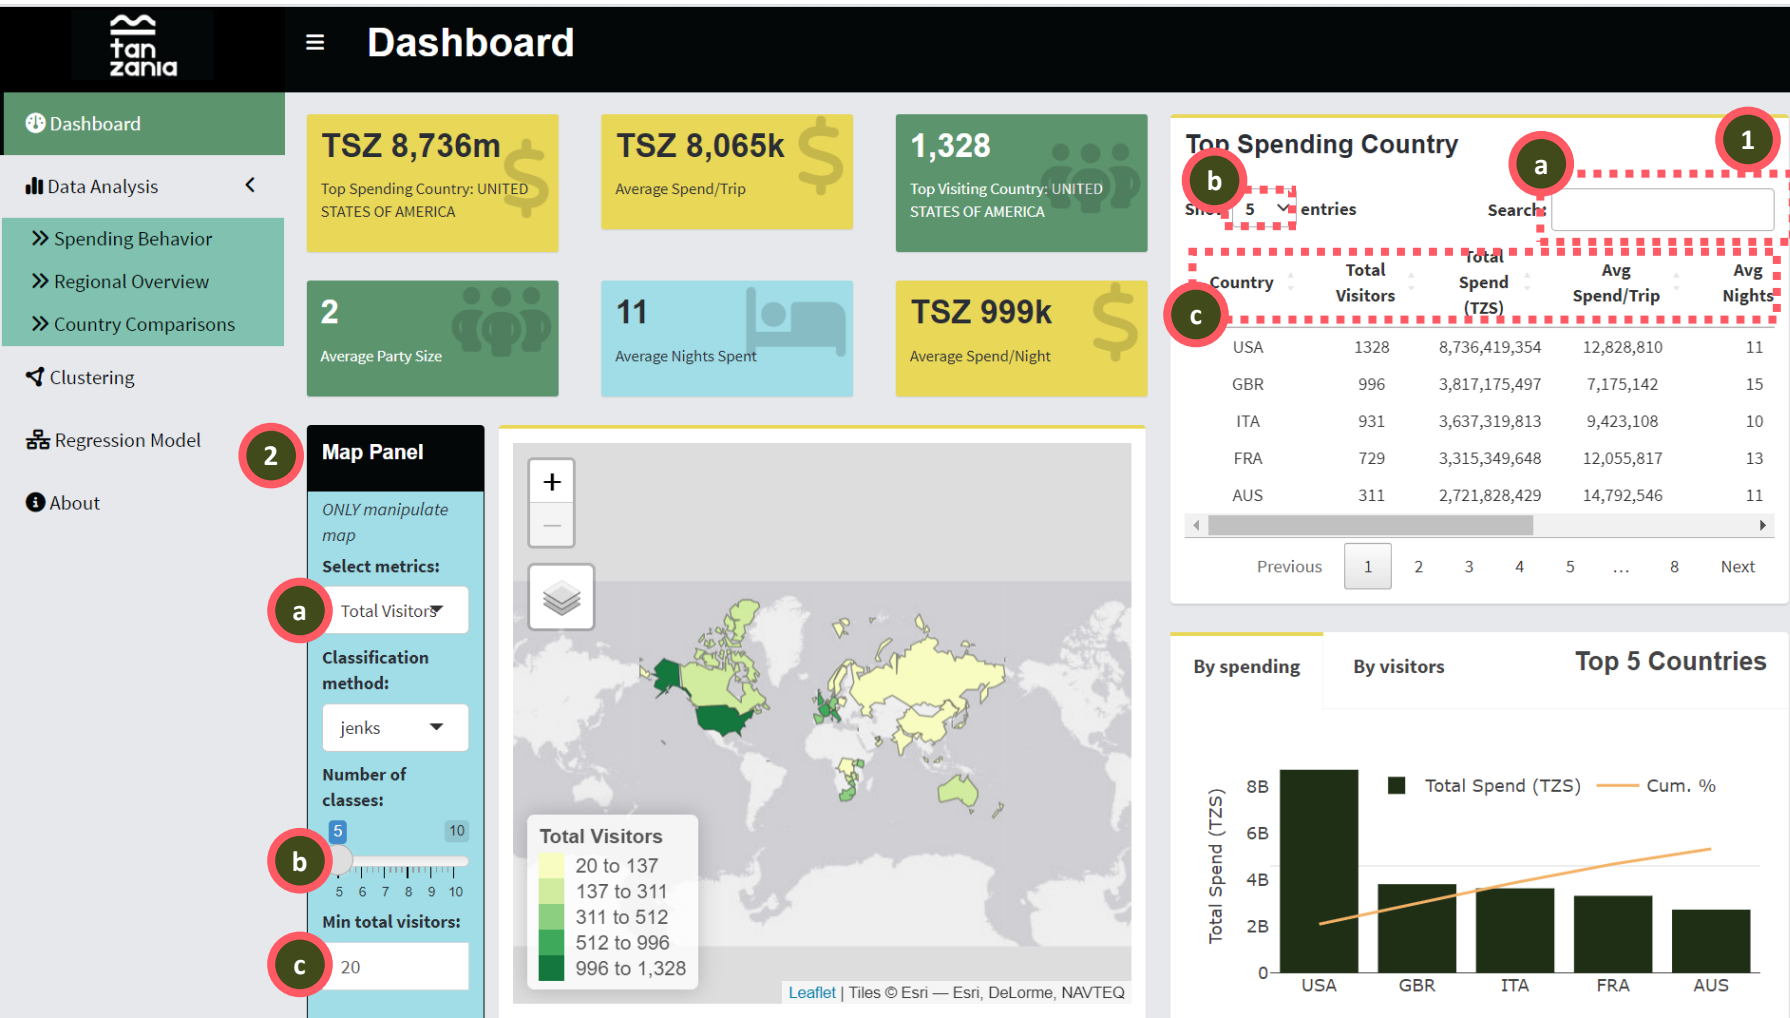 tan
zania
Dashboard
Dashboard
Data Analysis
Spending Behavior
Regional Overview
Country Comparisons
Clustering
Regression Model
About
TSZ 8,736m
Top Spending Country: UNITED
STATES OF AMERICA
TSZ 8,065k
Average Spend/Trip
1,328
Top Visiting Country: UNITED
STATES OF AMERICA
2
Average Party Size
11
Average Nights Spent
TSZ 999k
Average Spend/Night
1
Top Spending Country
a
b
5 entries
Search:
c
Country Total Visitors Total Spend (TZS) Avg Spend/Trip Avg Nights
USA 1328 8,736,419,354 12,828,810 11
GBR 996 3,817,175,497 7,175,142 15
ITA 931 3,637,319,813 9,423,108 10
FRA 729 3,315,349,648 12,055,817 13
AUS 311 2,721,828,429 14,792,546 11
Previous 1 2 3 4 5 ... 8 Next
2
Map Panel
ONLY manipulate
map
Select metrics:
a
Total Visitors
Classification
method:
jenks
Number of
classes:
5 10
b
5 6 7 8 9 10
Min total visitors:
c
20
+
−
Total Visitors
20 to 137
137 to 311
311 to 512
512 to 996
996 to 1,328
Leaflet | Tiles © Esri — Esri, DeLorme, NAVTEQ
By spending By visitors Top 5 Countries
Total Spend (TZS) Cum. %
Total Spend (TZS)
8B
6B
4B
2B
0
USA GBR ITA FRA AUS